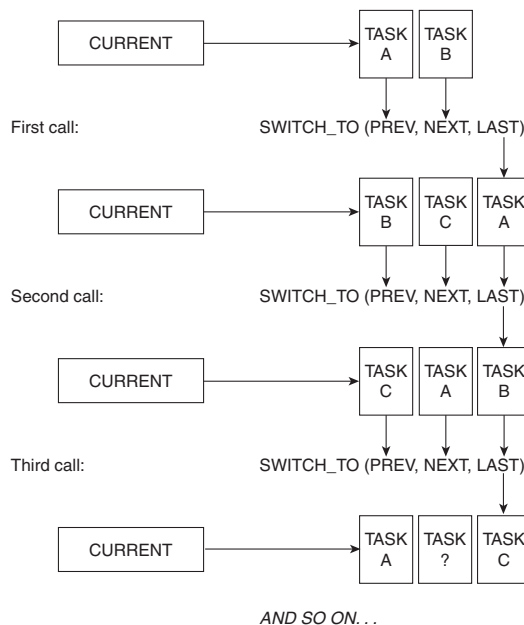 CURRENT
TASK A
TASK B
First call:
SWITCH_TO (PREV, NEXT, LAST)
CURRENT
TASK B
TASK C
TASK A
Second call:
SWITCH_TO (PREV, NEXT, LAST)
CURRENT
TASK C
TASK A
TASK B
Third call:
SWITCH_TO (PREV, NEXT, LAST)
CURRENT
TASK A
TASK ?
TASK C
AND SO ON. . .